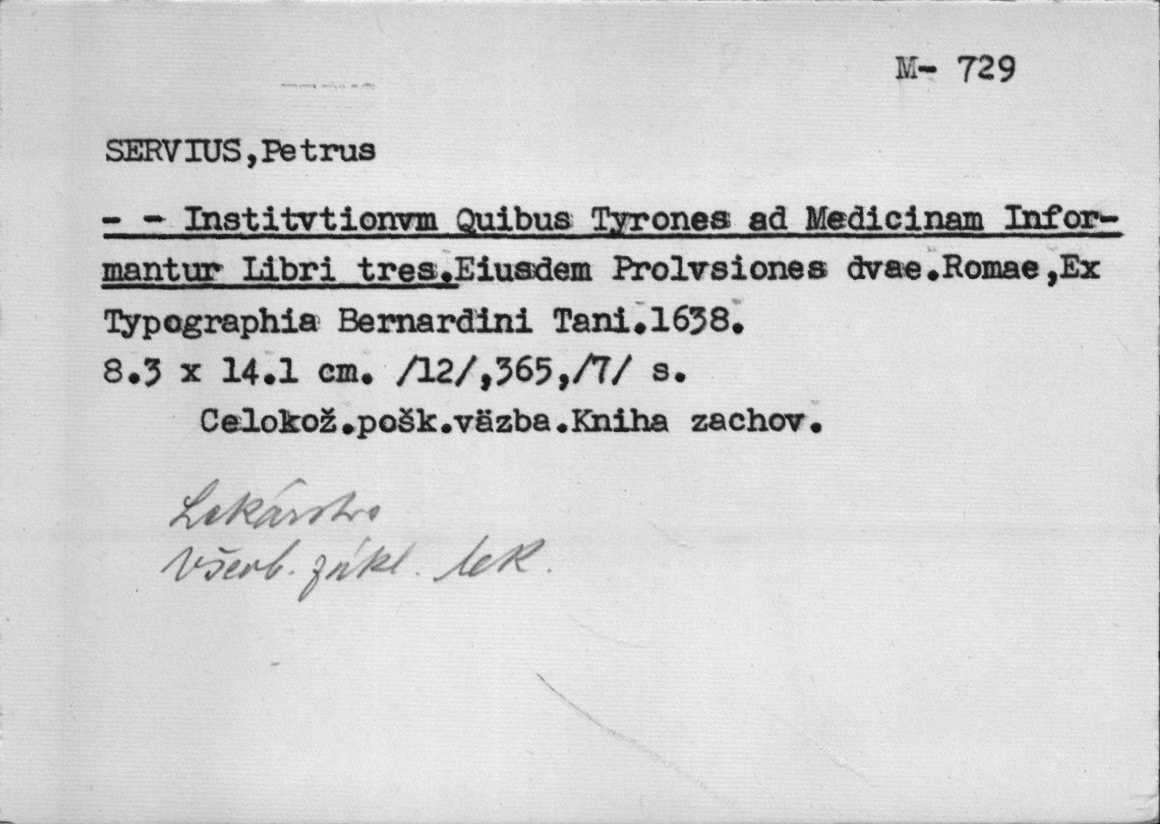 M- 729
SERVIUS,Petrus
- - Institvtionvm Quibus Tyrones ad Medicinam Infor-
mantur Libri tres.Eiusdem Prolvsiones dvae.Romae,Ex
Typographia Bernardini Tani.1638.
8.3 x 14.1 cm. /12/,365,/7/ s.
Celokož.pošk.väzba.Kniha zachov.
Lekárstvo
Všeob. zákl. lek.